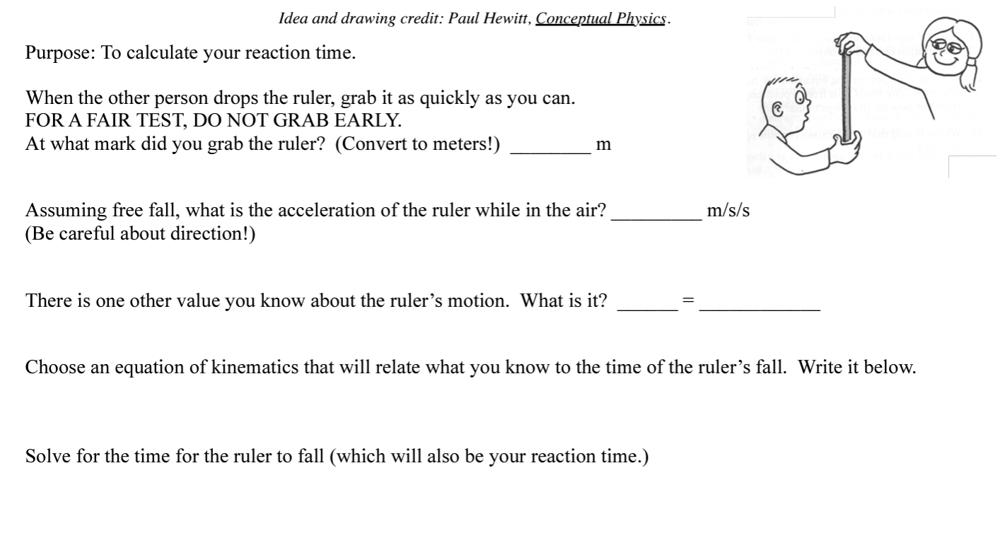 Idea and drawing credit: Paul Hewitt, Conceptual Physics.
Purpose: To calculate your reaction time.
When the other person drops the ruler, grab it as quickly as you can.
FOR A FAIR TEST, DO NOT GRAB EARLY.
At what mark did you grab the ruler?  (Convert to meters!) ________ m
Assuming free fall, what is the acceleration of the ruler while in the air? _________ m/s/s
(Be careful about direction!)
There is one other value you know about the ruler’s motion.  What is it? ______ = ____________
Choose an equation of kinematics that will relate what you know to the time of the ruler’s fall.  Write it below.
Solve for the time for the ruler to fall (which will also be your reaction time.)